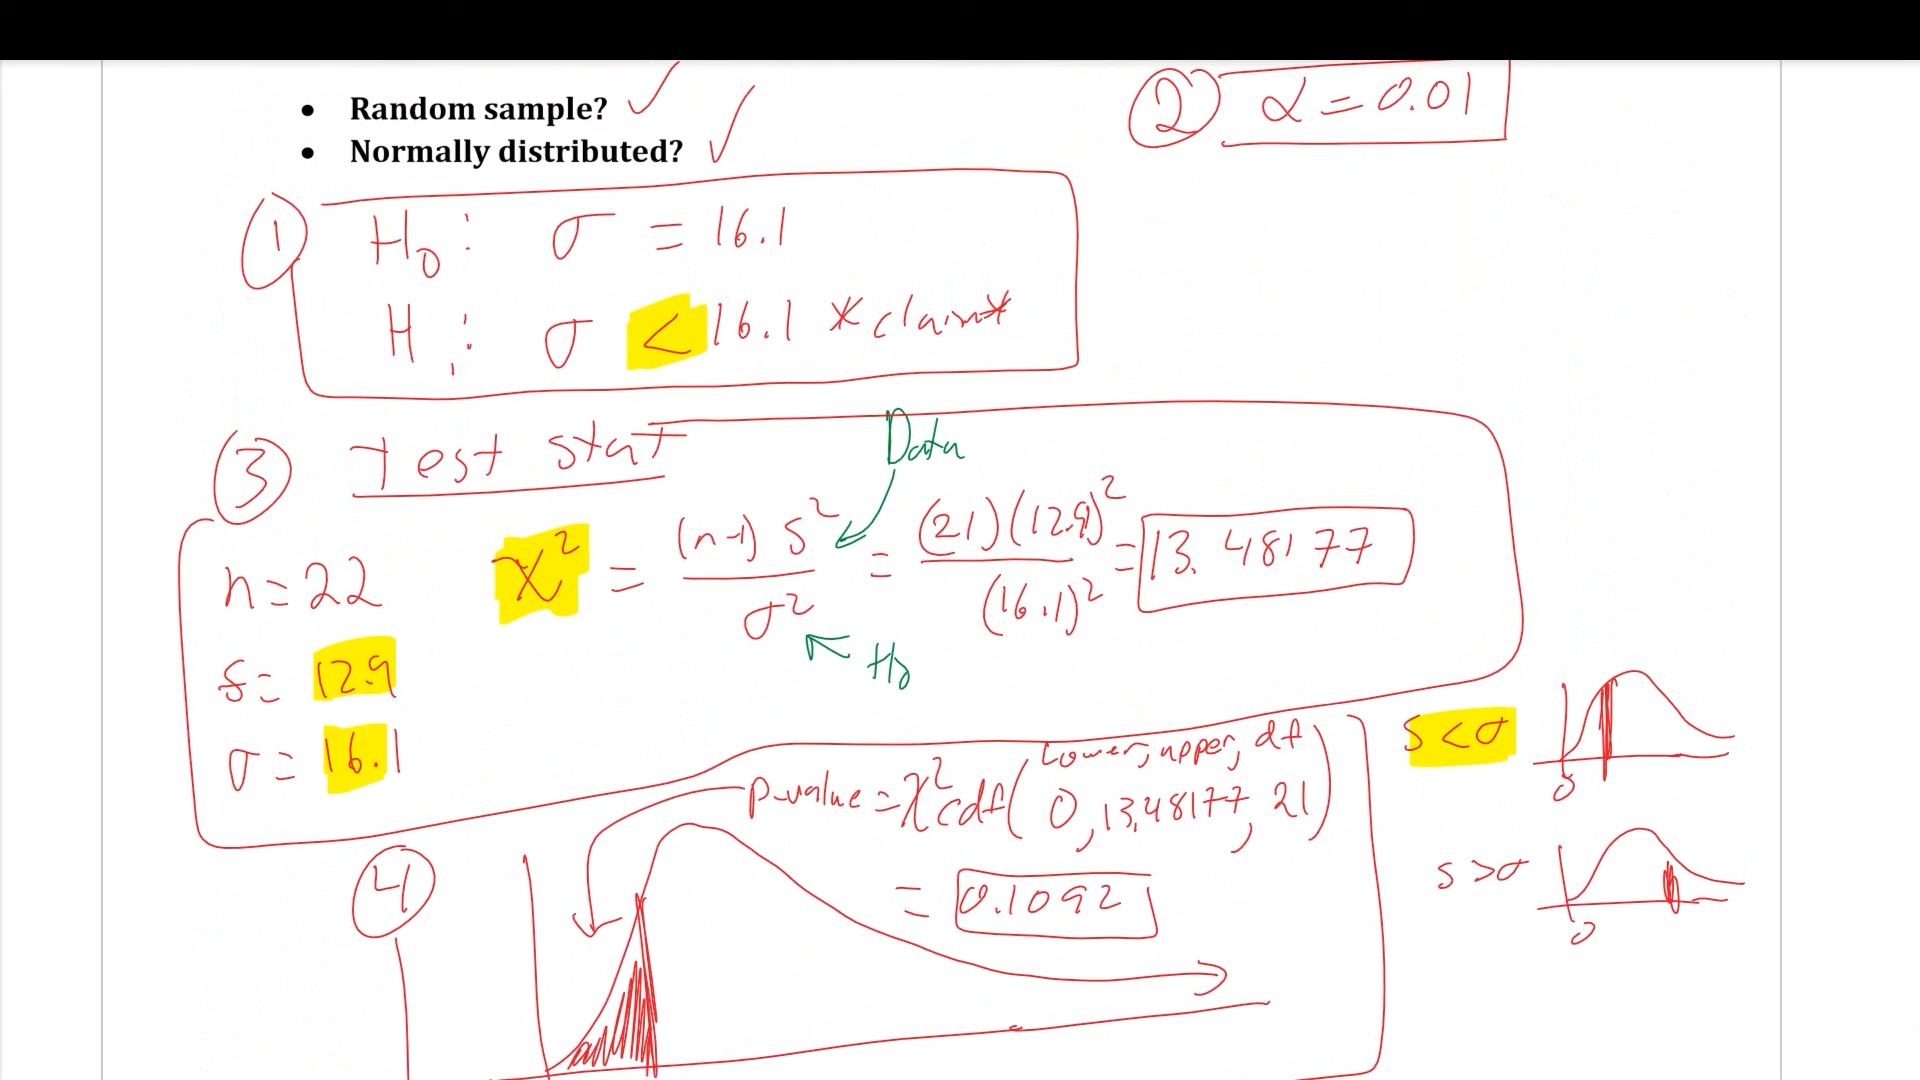 • Random sample? ✓
• Normally distributed? ✓
② α = 0.01
① H₀: σ = 16.1
H₁: σ < 16.1 *claim*
③ Test stat
Data
n = 22
χ² = (n-1) s² / σ² = (21)(12.9)² / (16.1)² = 13.48177
H₀
s = 12.9
σ = 16.1
s < σ
0
Lower, upper, df
p-value = χ²cdf(0, 13.48177, 21)
= 0.1092
④
s > σ
0